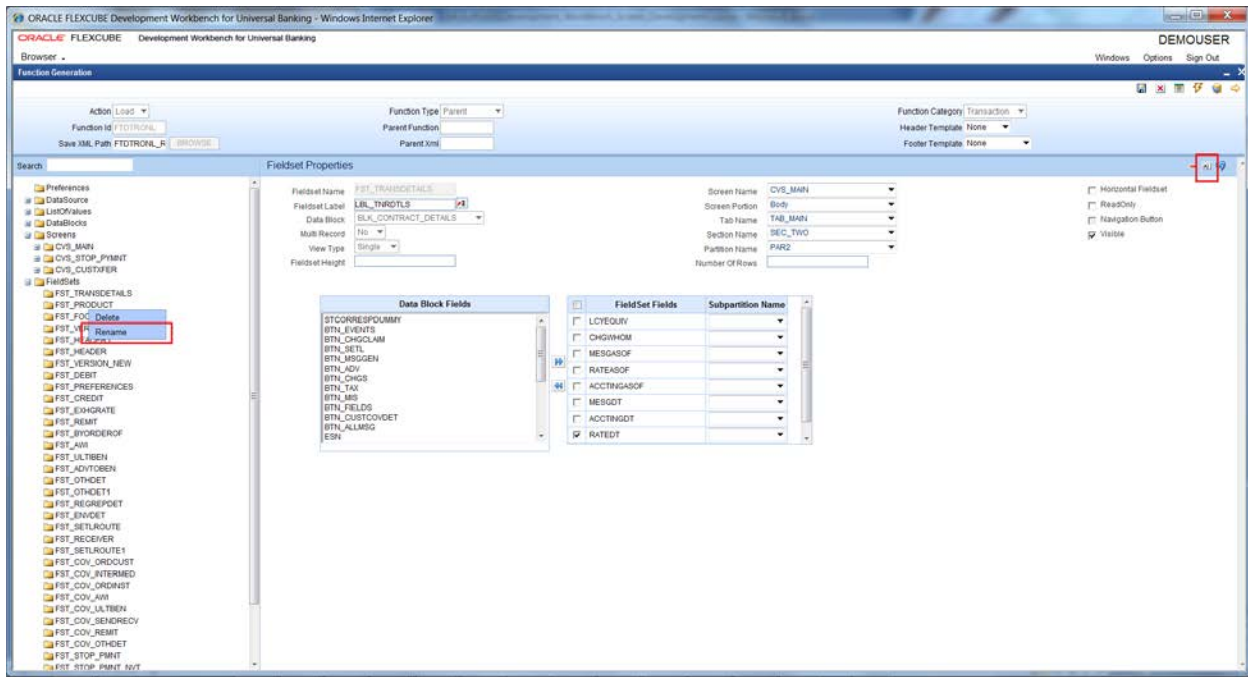 ORACLE FLEXCUBE Development Workbench for Universal Banking - Windows Internet Explorer
ORACLE FLEXCUBE Development Workbench for Universal Banking
DEMOUSER
Browser
Windows Options Sign Out
Function Generation
Action Load
Function Type Parent
Function Category Transaction
Function Id FTDTRONL
Parent Function
Header Template None
Save XML Path FTDTRONL_R BROWSE
Parent Xml
Footer Template None
Search
Fieldset Properties
Preferences
DataSource
ListOfValues
DataBlocks
Screens
CVS_MAIN
CVS_STOP_PYMNT
CVS_CUSTXFER
FieldSets
FST_TRANSDETAILS
FST_PRODUCT
Delete
Rename
FST_HEADER
FST_VERSION_NEW
FST_DEBIT
FST_PREFERENCES
FST_CREDIT
FST_EXHGRATE
FST_REMIT
FST_BYORDEROF
FST_AWI
FST_ULTIBEN
FST_ADVTOBEN
FST_OTHDET
FST_OTHDET1
FST_REGREPDET
FST_ENVDET
FST_SETLROUTE
FST_RECEIVER
FST_SETLROUTE1
FST_COV_ORDCUST
FST_COV_INTERMED
FST_COV_ORDINST
FST_COV_AWI
FST_COV_ULTBEN
FST_COV_SENDRECV
FST_COV_REMIT
FST_COV_OTHDET
FST_STOP_PMNT
FST_STOP_PMNT_NVT
Fieldset Name FST_TRANSDETAILS
Fieldset Label LBL_TNRDTLS
Data Block BLK_CONTRACT_DETAILS
Multi Record No
View Type Single
Fieldset Height
Screen Name CVS_MAIN
Screen Portion Body
Tab Name TAB_MAIN
Section Name SEC_TWO
Partition Name PAR2
Number Of Rows
Horizontal Fieldset
ReadOnly
Navigation Button
Visible
Data Block Fields
STCORRESPDUMMY
BTN_EVENTS
BTN_CHGCLAIM
BTN_SETL
BTN_MSGGEN
BTN_ADV
BTN_CHGS
BTN_TAX
BTN_MIS
BTN_FIELDS
BTN_CUSTCOVDET
BTN_ALLMSG
ESN
FieldSet Fields Subpartition Name
LCYEQUIV
CHGWHOM
MESGASOF
RATEASOF
ACCTINGASOF
MESGDT
ACCTINGDT
RATEDT